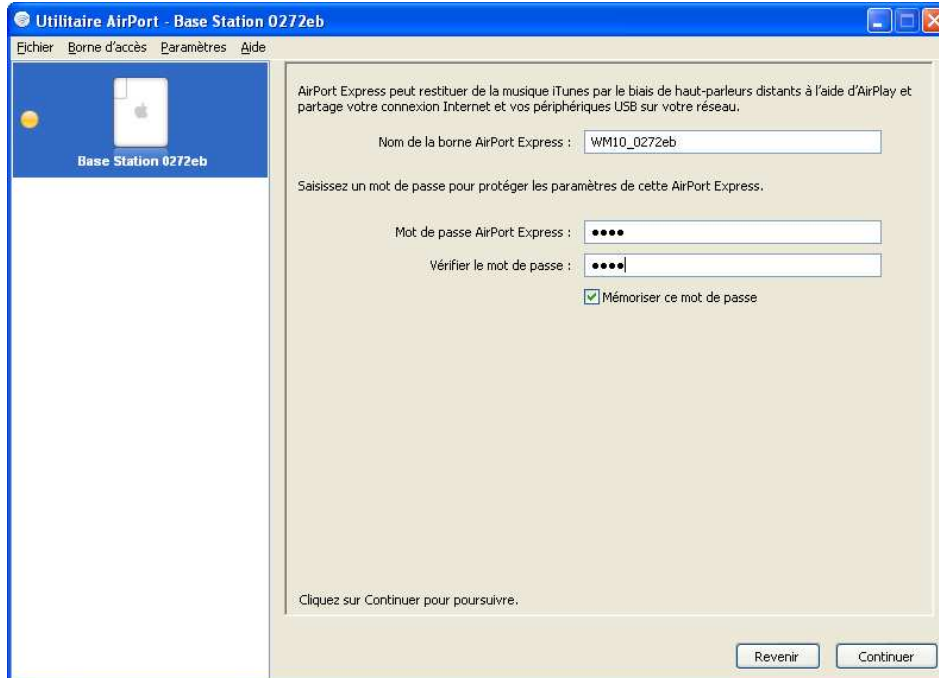 Utilitaire AirPort - Base Station 0272eb
Fichier Borne d'accès Paramètres Aide
Base Station 0272eb
AirPort Express peut restituer de la musique iTunes par le biais de haut-parleurs distants à l'aide d'AirPlay et
partage votre connexion Internet et vos périphériques USB sur votre réseau.
Nom de la borne AirPort Express : WM10_0272eb
Saisissez un mot de passe pour protéger les paramètres de cette AirPort Express.
Mot de passe AirPort Express : ●●●●
Vérifier le mot de passe : ●●●●
Mémoriser ce mot de passe
Cliquez sur Continuer pour poursuivre.
Revenir Continuer